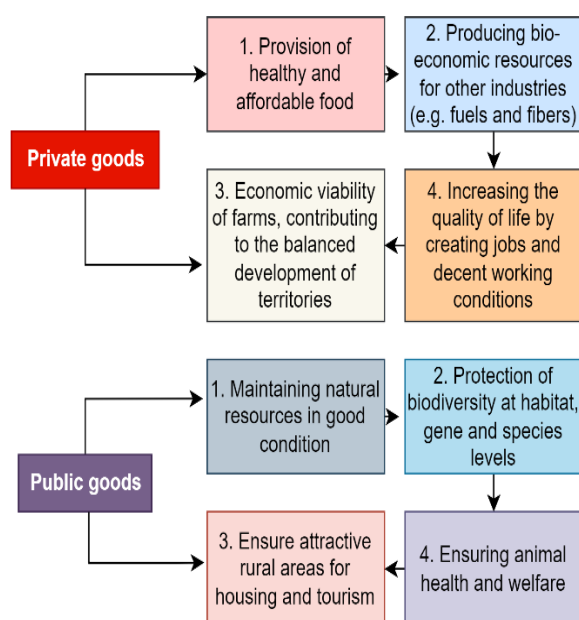 1. Provision of
healthy and
affordable food
2. Producing bio-
economic resources
for other industries
(e.g. fuels and fibers)
Private goods
3. Economic viability
of farms, contributing
to the balanced
development of
territories
4. Increasing the
quality of life by
creating jobs and
decent working
conditions
1. Maintaining natural
resources in good
condition
2. Protection of
biodiversity at habitat,
gene and species
levels
Public goods
3. Ensure attractive
rural areas for
housing and tourism
4. Ensuring animal
health and welfare